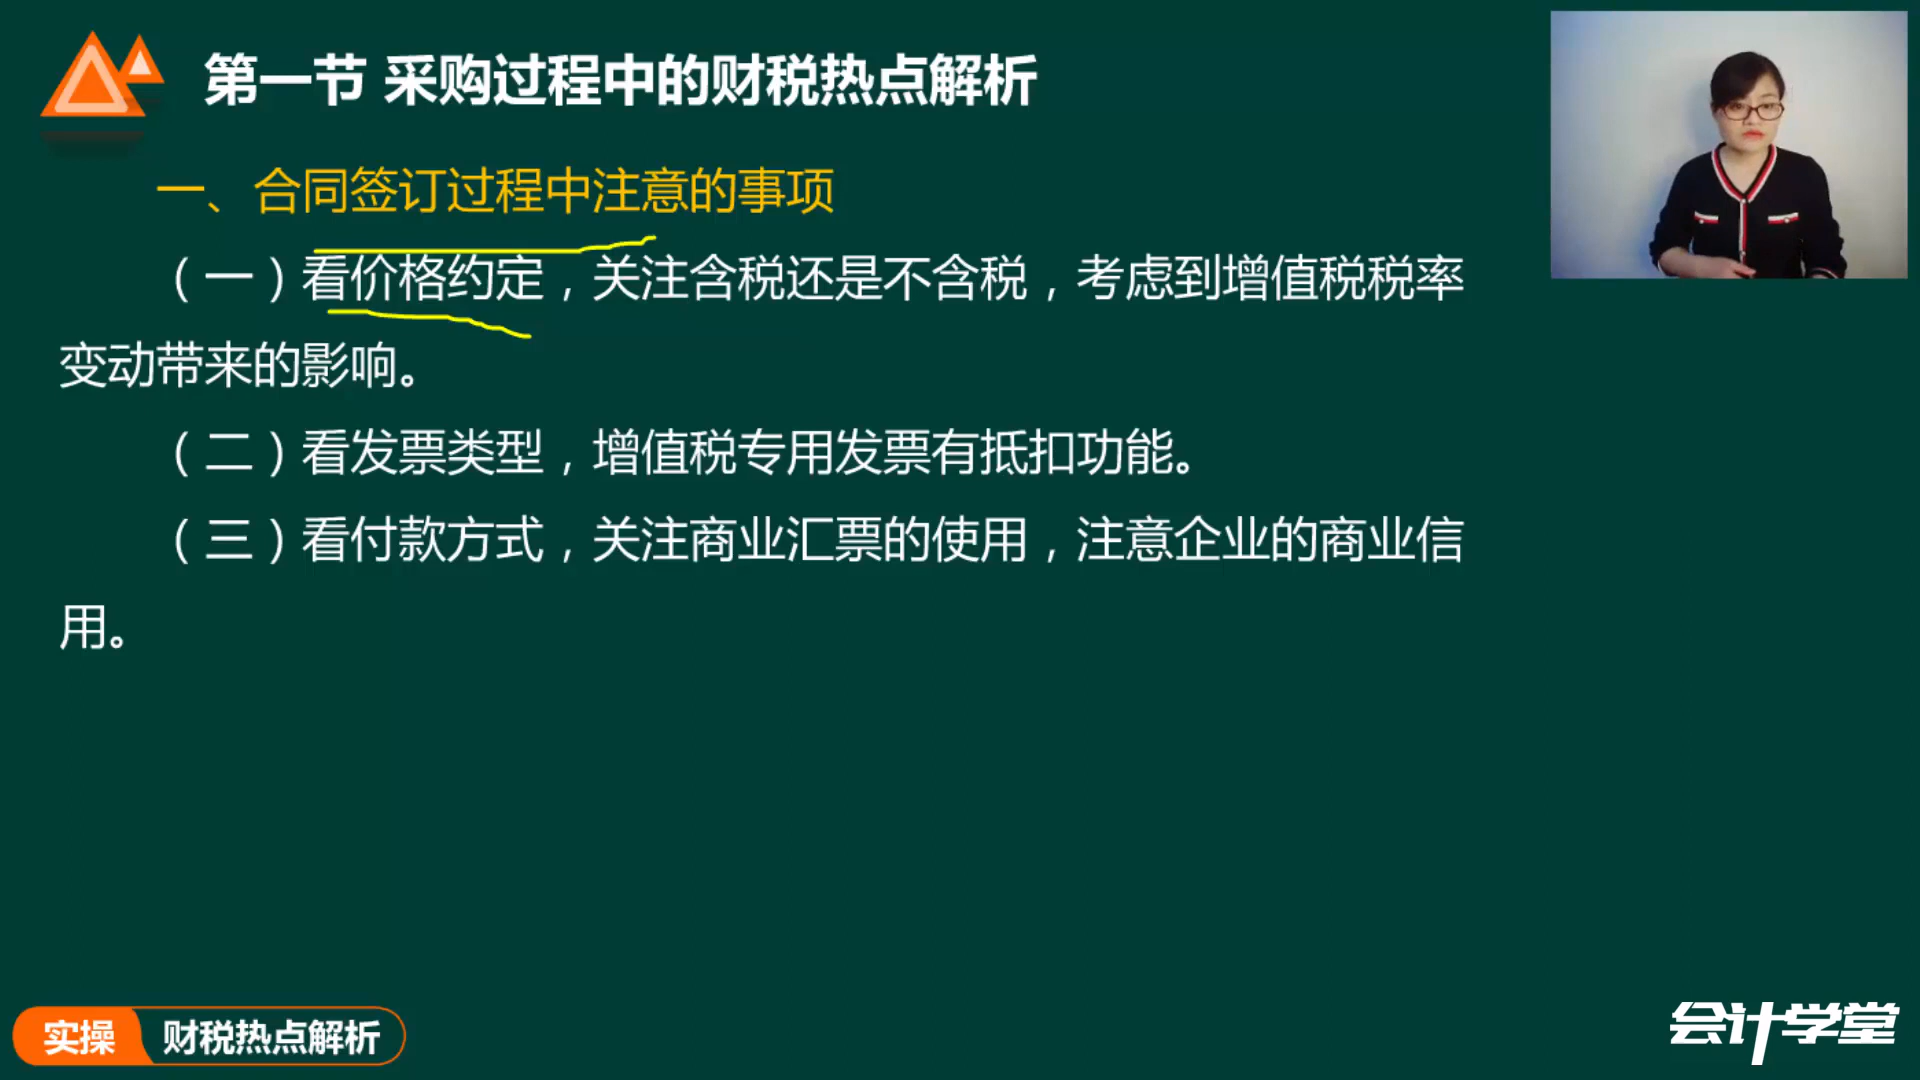 第一节 采购过程中的财税热点解析
一、合同签订过程中注意的事项
（一）看价格约定，关注含税还是不含税，考虑到增值税税率
变动带来的影响。
（二）看发票类型，增值税专用发票有抵扣功能。
（三）看付款方式，关注商业汇票的使用，注意企业的商业信
用。
实操 财税热点解析
会计学堂